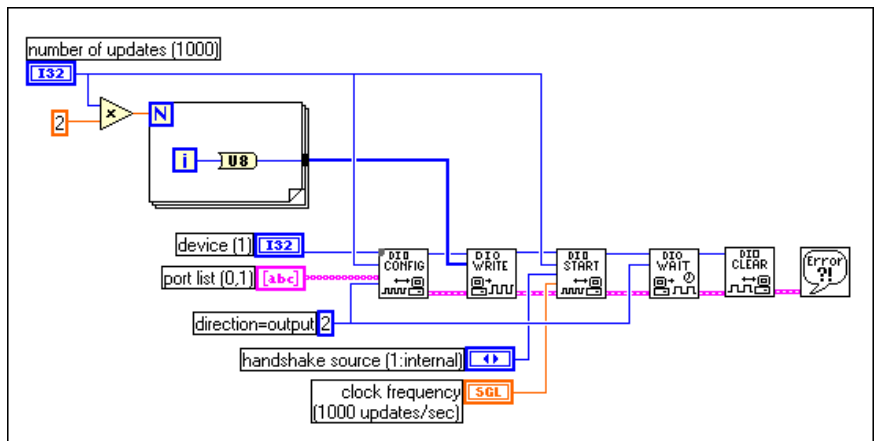 number of updates (1000)
I32
×
2
N
i
U8
device (1)
I32
port list (0,1)
[abc]
direction=output
2
handshake source (1:internal)
clock frequency
(1000 updates/sec)
SGL
DIO
CONFIG
DIO
WRITE
DIO
START
DIO
WAIT
DIO
CLEAR
Error
?!